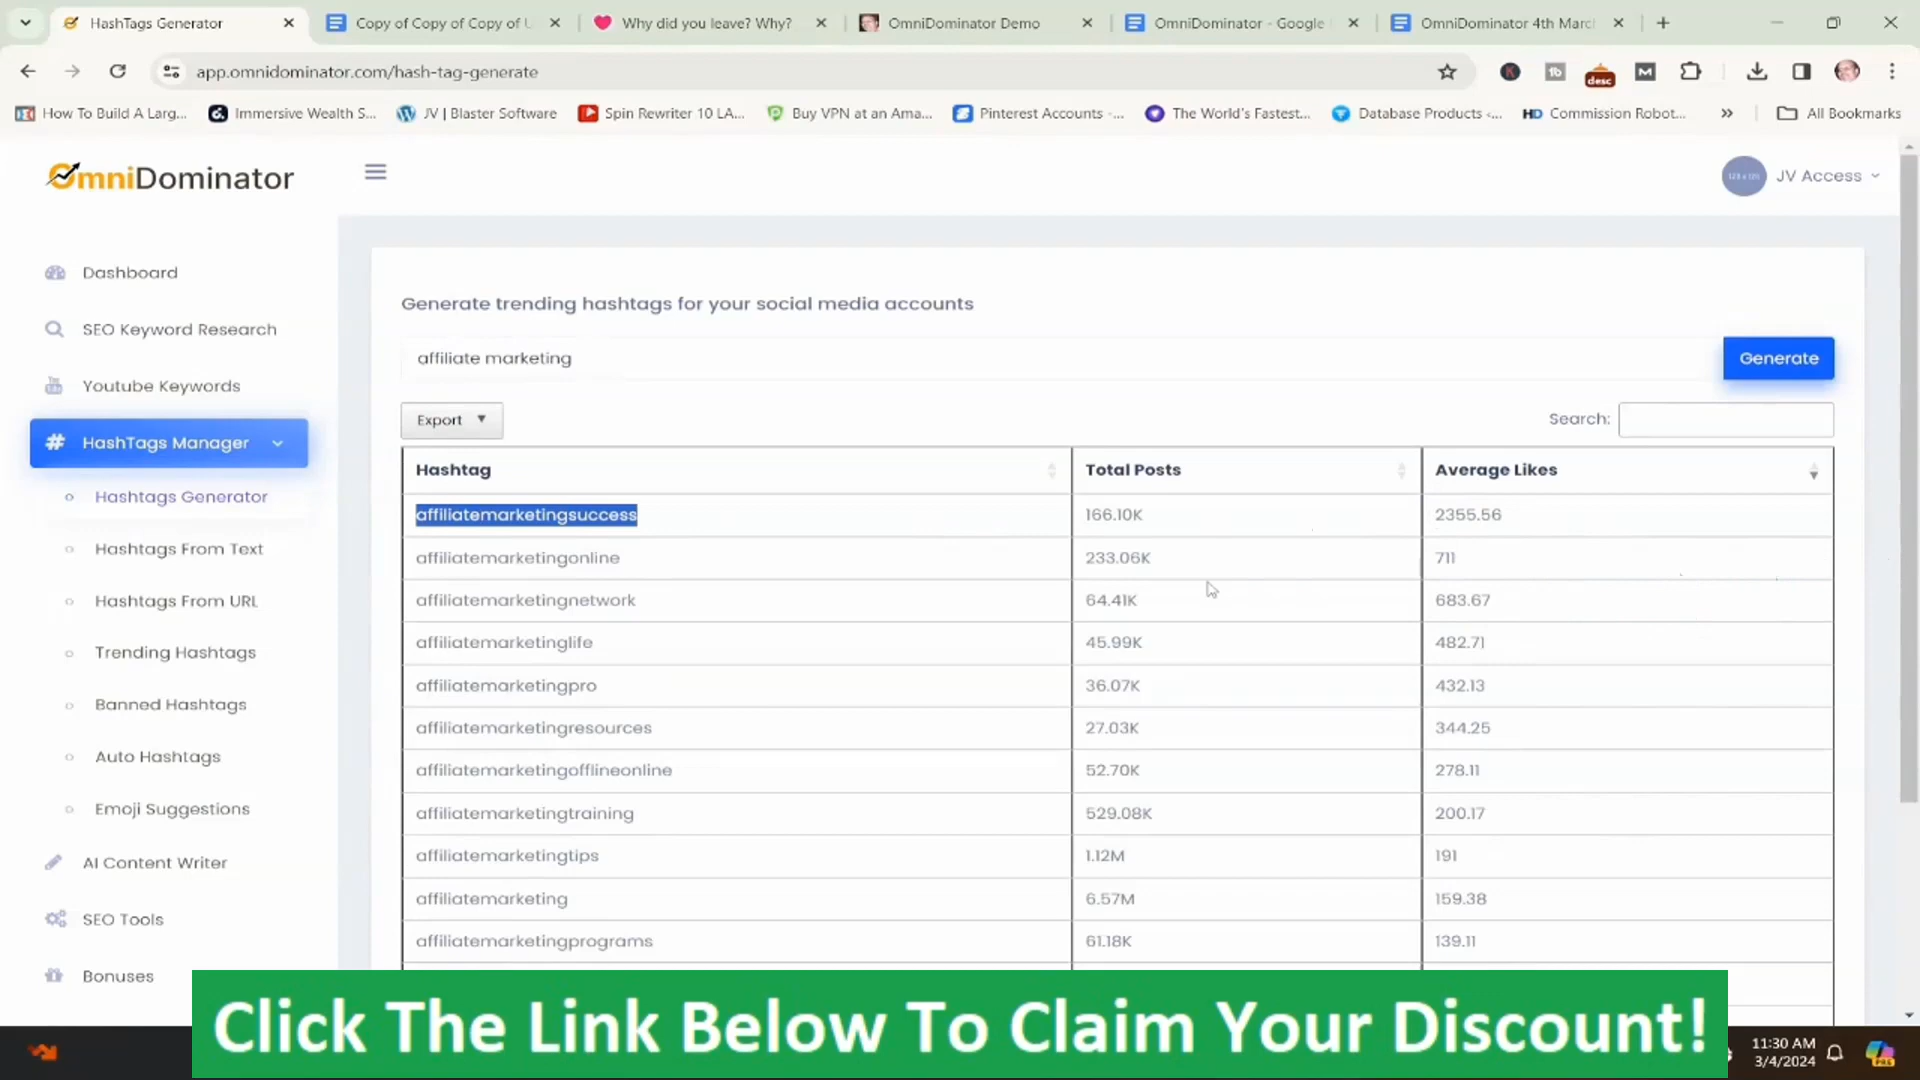 HashTags Generator
Copy of Copy of Copy of U
Why did you leave? Why?
OmniDominator Demo
OmniDominator - Google
OmniDominator 4th Marc
app.omnidominator.com/hash-tag-generate
desc
How To Build A Larg...
Immersive Wealth S...
JV | Blaster Software
Spin Rewriter 10 LA...
Buy VPN at an Ama...
Pinterest Accounts -...
The World's Fastest...
Database Products <...
HD Commission Robot...
All Bookmarks
OmniDominator
JV Access
Dashboard
SEO Keyword Research
Youtube Keywords
HashTags Manager
Hashtags Generator
Hashtags From Text
Hashtags From URL
Trending Hashtags
Banned Hashtags
Auto Hashtags
Emoji Suggestions
AI Content Writer
SEO Tools
Bonuses
Generate trending hashtags for your social media accounts
affiliate marketing
Generate
Export
Search:
Hashtag Total Posts Average Likes
affiliatemarketingsuccess 166.10K 2355.56
affiliatemarketingonline 233.06K 711
affiliatemarketingnetwork 64.41K 683.67
affiliatemarketinglife 45.99K 482.71
affiliatemarketingpro 36.07K 432.13
affiliatemarketingresources 27.03K 344.25
affiliatemarketingofflineonline 52.70K 278.11
affiliatemarketingtraining 529.08K 200.17
affiliatemarketingtips 1.12M 191
affiliatemarketing 6.57M 159.38
affiliatemarketingprograms 61.18K 139.11
Click The Link Below To Claim Your Discount!
11:30 AM
3/4/2024